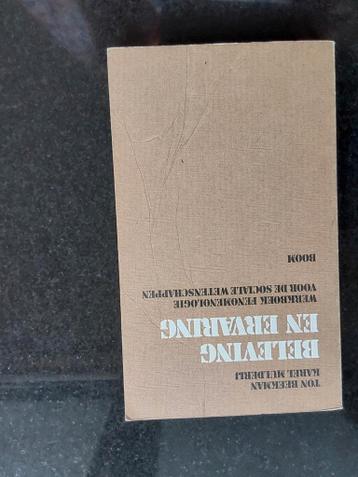 TON BEEKMAN
KAREL MULDERIJ
BELEVING
EN ERVARING
WERKBOEK FENOMENOLOGIE
VOOR DE SOCIALE WETENSCHAPPEN
BOOM